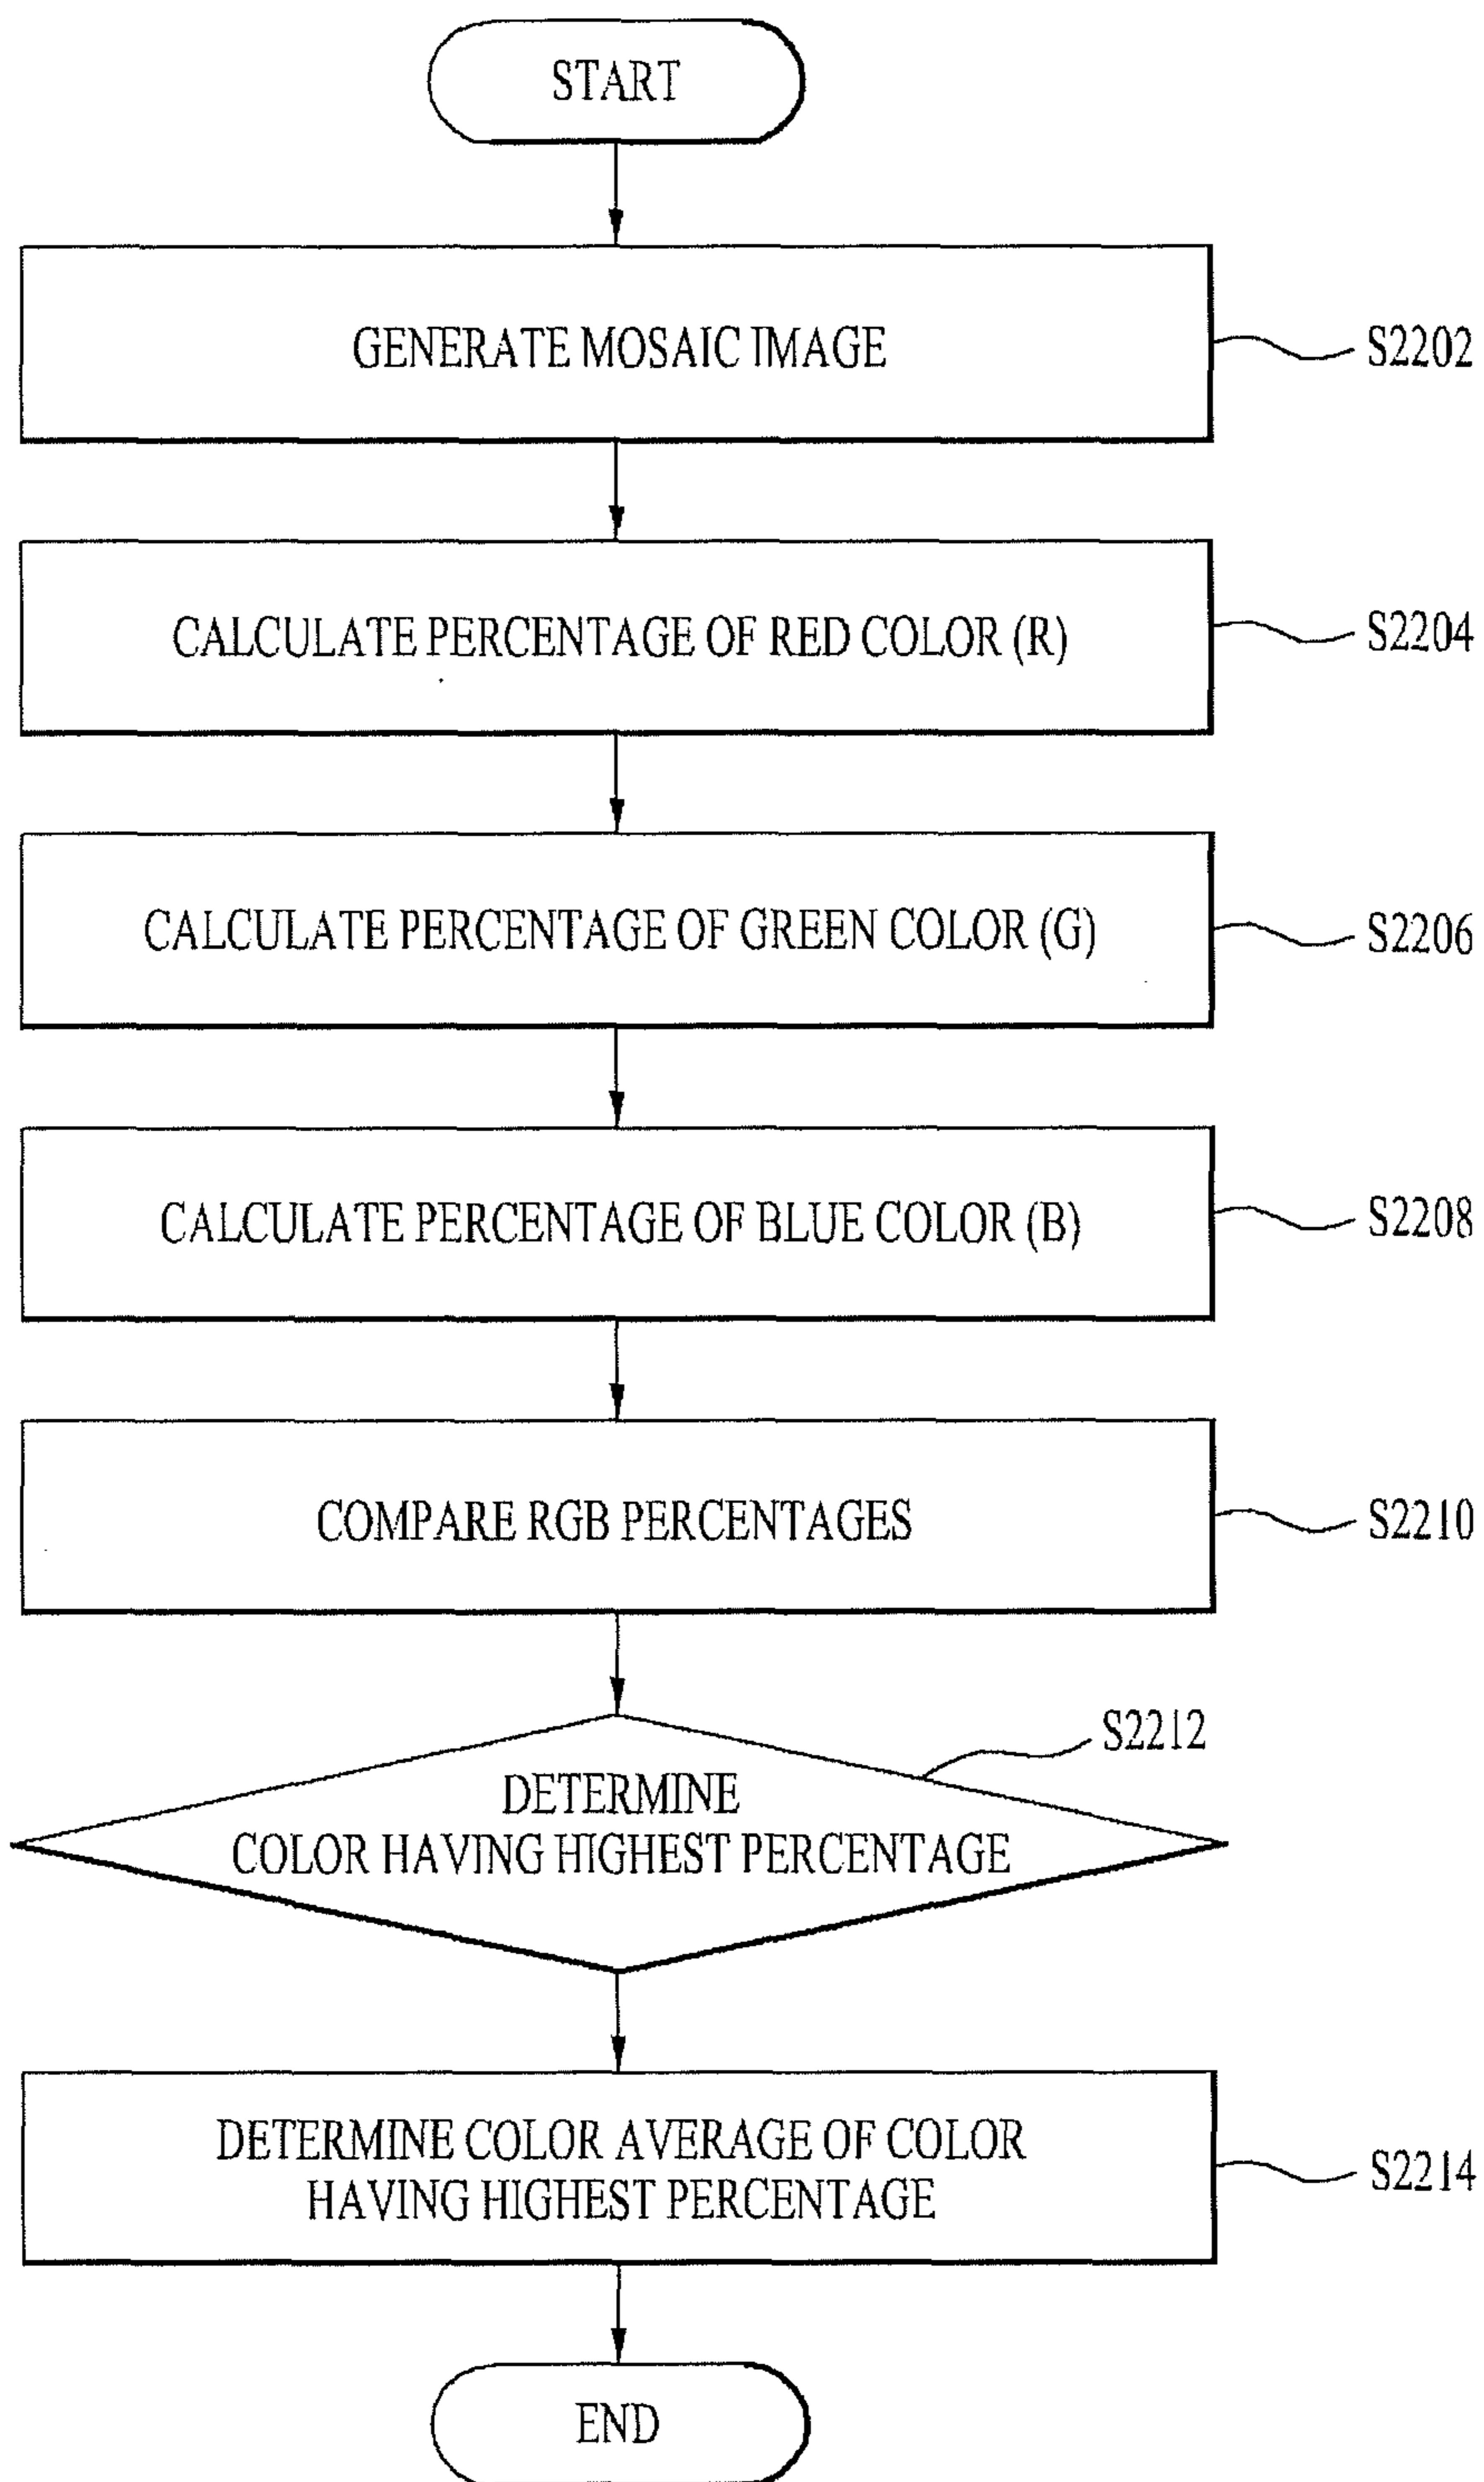 START
GENERATE MOSAIC IMAGE
S2202
CALCULATE PERCENTAGE OF RED COLOR (R)
S2204
CALCULATE PERCENTAGE OF GREEN COLOR (G)
S2206
CALCULATE PERCENTAGE OF BLUE COLOR (B)
S2208
COMPARE RGB PERCENTAGES
S2210
S2212
DETERMINE
COLOR HAVING HIGHEST PERCENTAGE
DETERMINE COLOR AVERAGE OF COLOR
HAVING HIGHEST PERCENTAGE
S2214
END